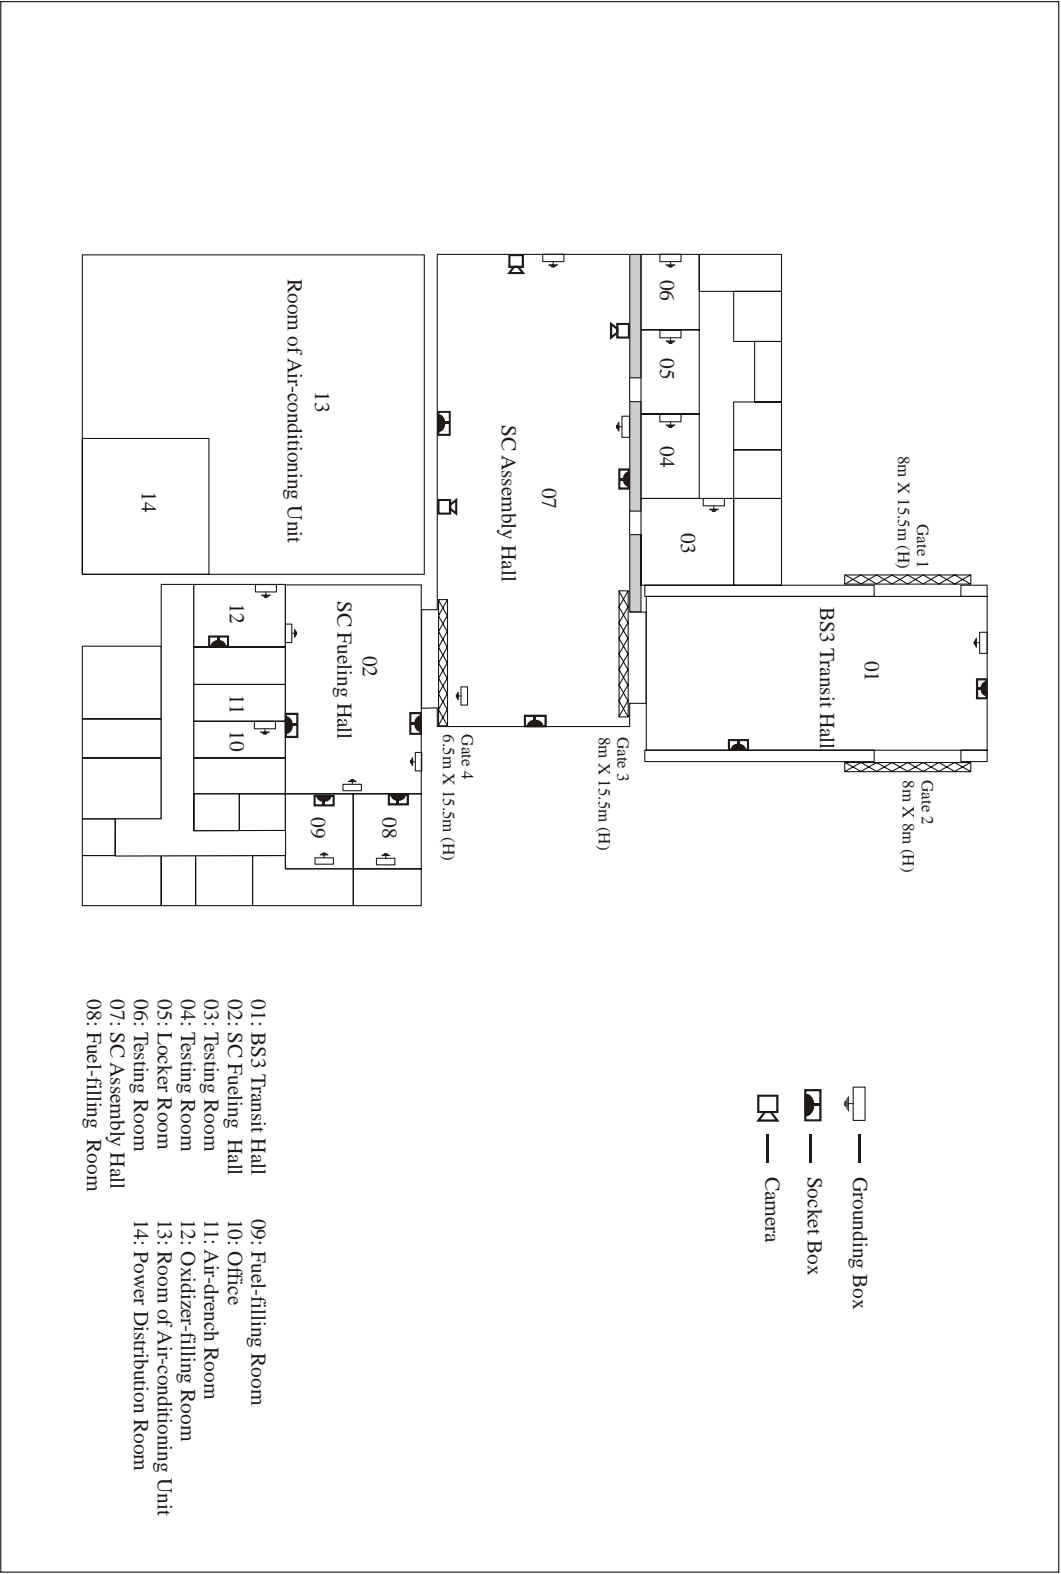 Gate 1
8m X 15.5m (H)
01
BS3 Transit Hall
Gate 2
8m X 8m (H)
06
05
04
03
Gate 3
8m X 15.5m (H)
07
SC Assembly Hall
Gate 4
6.5m X 15.5m (H)
13
Room of Air-conditioning Unit
14
02
SC Fueling Hall
12
11
10
08
09
Grounding Box
Socket Box
Camera
01: BS3 Transit Hall
02: SC Fueling Hall
03: Testing Room
04: Testing Room
05: Locker Room
06: Testing Room
07: SC Assembly Hall
08: Fuel-filling Room
09: Fuel-filling Room
10: Office
11: Air-drench Room
12: Oxidizer-filling Room
13: Room of Air-conditioning Unit
14: Power Distribution Room